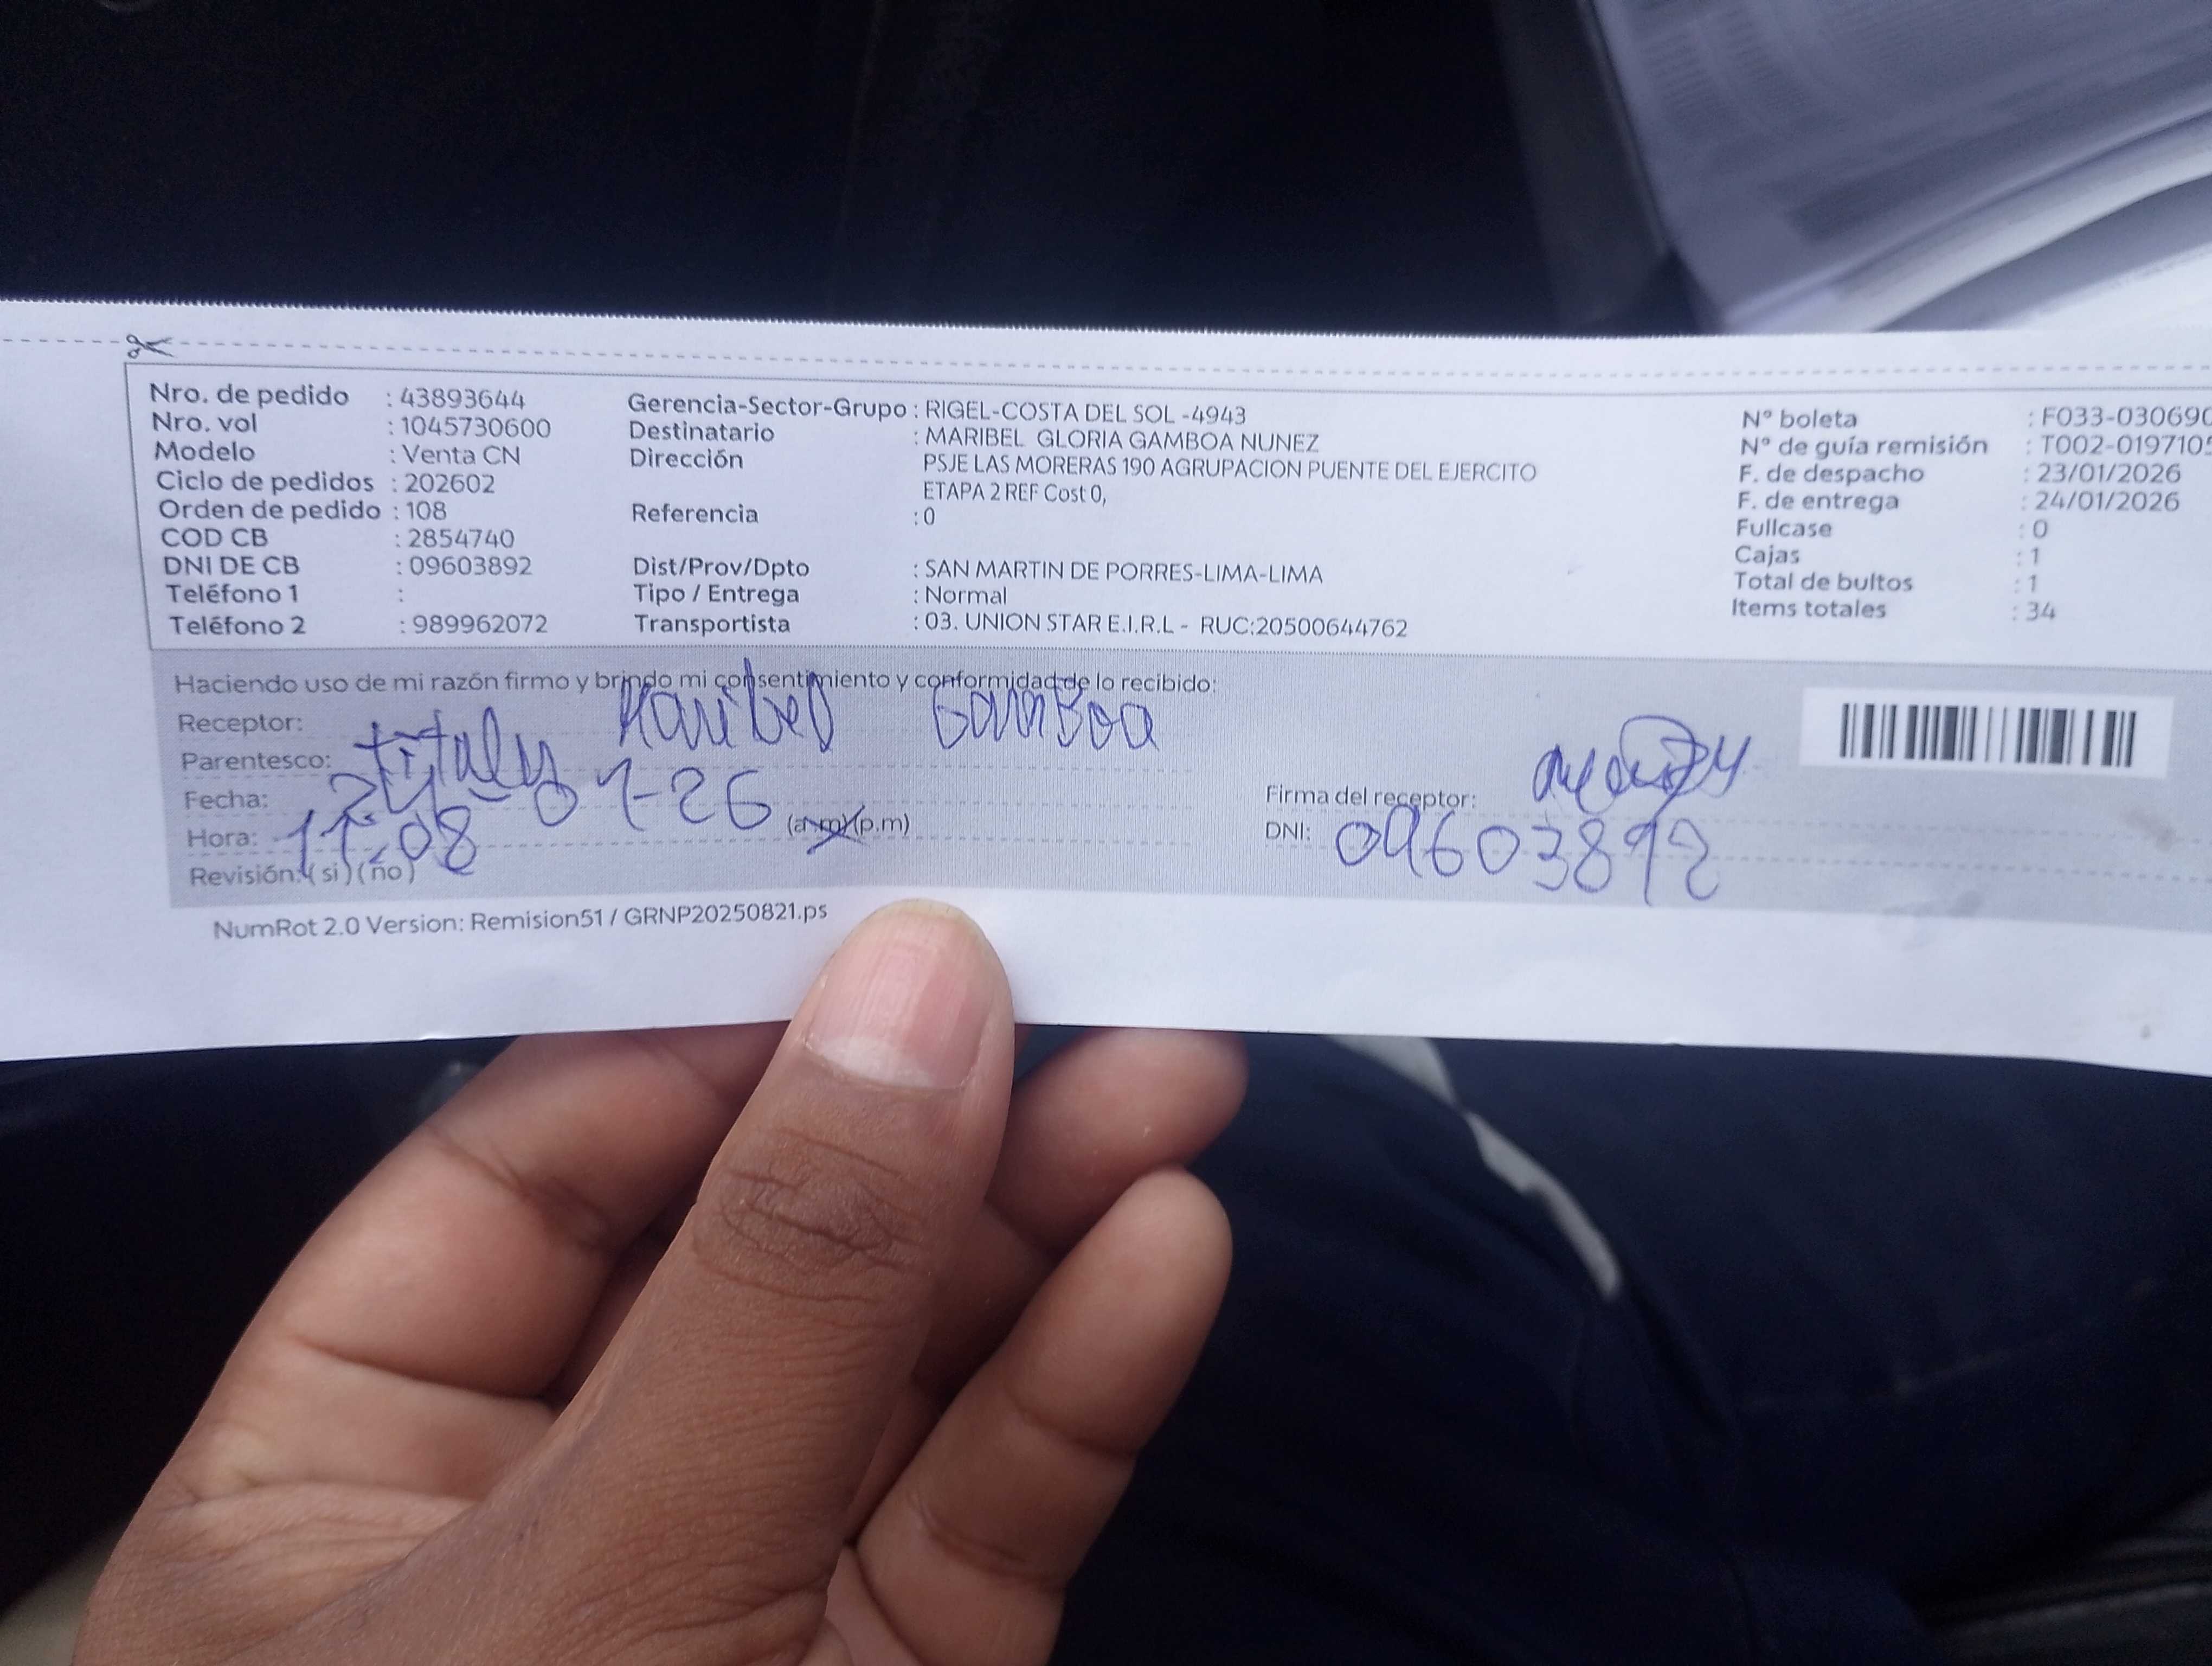 Nro. de pedido : 43893644
Nro. vol : 1045730600
Modelo : Venta CN
Ciclo de pedidos : 202602
Orden de pedido : 108
COD CB : 2854740
DNI DE CB : 09603892
Teléfono 1 :
Teléfono 2 : 989962072
Gerencia-Sector-Grupo : RIGEL-COSTA DEL SOL -4943
Destinatario : MARIBEL GLORIA GAMBOA NUNEZ
Dirección PSJE LAS MORERAS 190 AGRUPACION PUENTE DEL EJERCITO
ETAPA 2 REF Cost 0,
Referencia : 0
Dist/Prov/Dpto : SAN MARTIN DE PORRES-LIMA-LIMA
Tipo / Entrega : Normal
Transportista : 03. UNION STAR E.I.R.L - RUC:20500644762
N° boleta : F033-030690
N° de guía remisión : T002-0197105
F. de despacho : 23/01/2026
F. de entrega : 24/01/2026
Fullcase : 0
Cajas : 1
Total de bultos : 1
Items totales : 34
Haciendo uso de mi razón firmo y brindo mi consentimiento y conformidad de lo recibido:
Receptor: Maribel Gamboa
Parentesco:
Fecha: 24-01-26
Hora: (a.m)(p.m)
Revisión: (si) (no)
Firma del receptor:
DNI: 09603892
NumRot 2.0 Version: Remision51 / GRNP20250821.ps